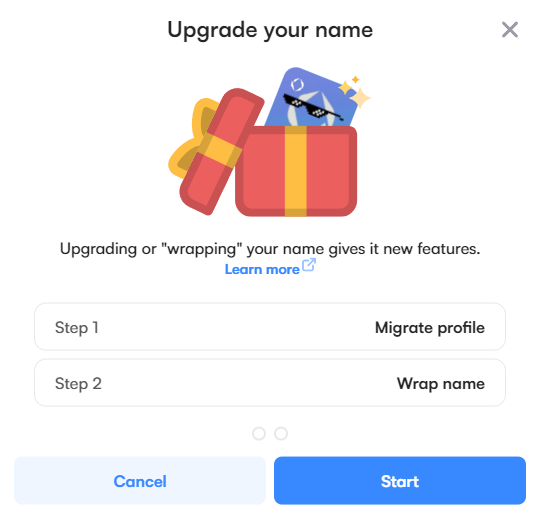 Upgrade your name
Upgrading or "wrapping" your name gives it new features.
Learn more
Step 1 Migrate profile
Step 2 Wrap name
Cancel Start